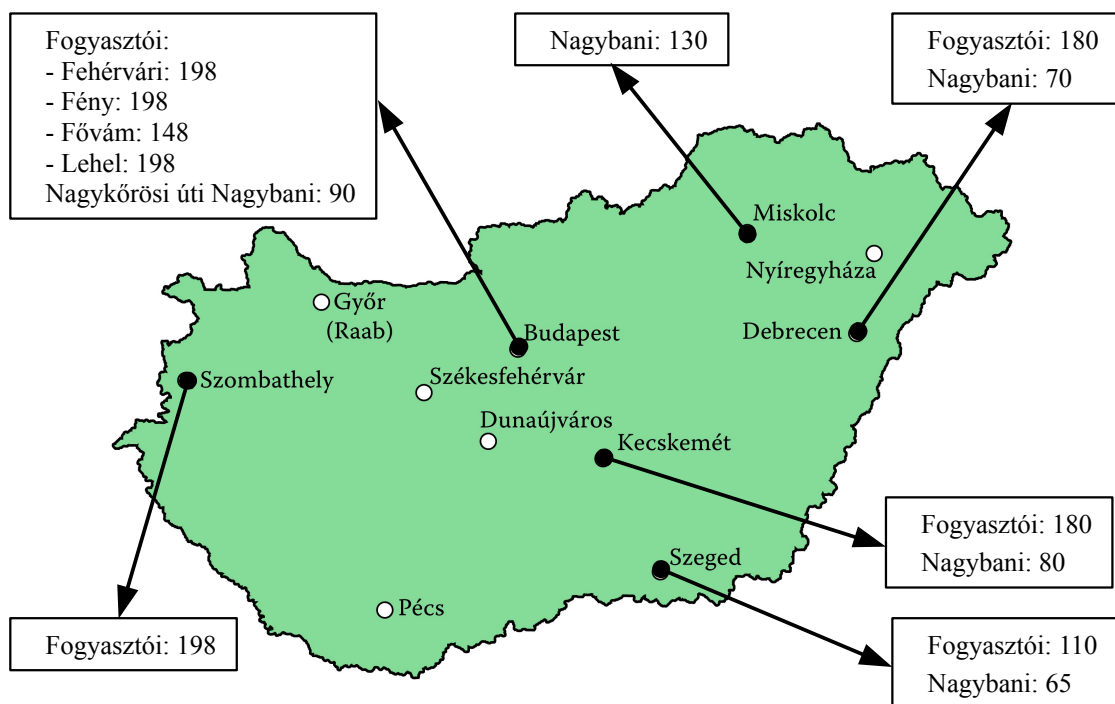 Fogyasztói:
- Fehérvári: 198
- Fény: 198
- Fővám: 148
- Lehel: 198
Nagykőrösi úti Nagybani: 90
Nagybani: 130
Fogyasztói: 180
Nagybani: 70
Miskolc
Nyíregyháza
Győr
(Raab)
Budapest
Debrecen
Szombathely
Székesfehérvár
Dunaújváros
Kecskemét
Fogyasztói: 180
Nagybani: 80
Szeged
Pécs
Fogyasztói: 198
Fogyasztói: 110
Nagybani: 65